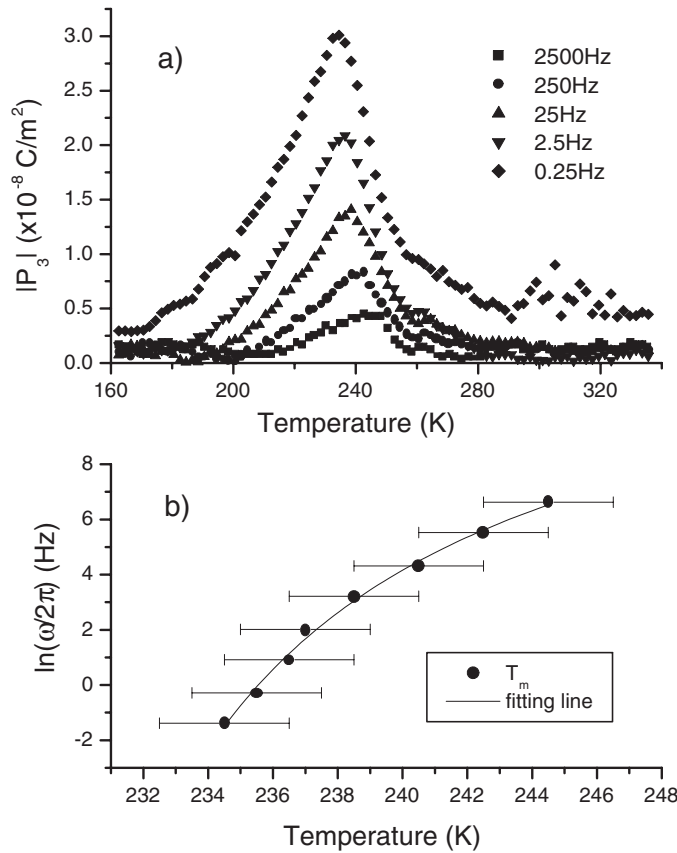 a)
2500Hz
250Hz
25Hz
2.5Hz
0.25Hz
|P₃| (x10⁻⁸ C/m²)
3.0
2.5
2.0
1.5
1.0
0.5
0.0
160 200 240 280 320
Temperature (K)
b)
ln(ω/2π) (Hz)
8
6
4
2
0
-2
Tₘ
fitting line
232 234 236 238 240 242 244 246 248
Temperature (K)